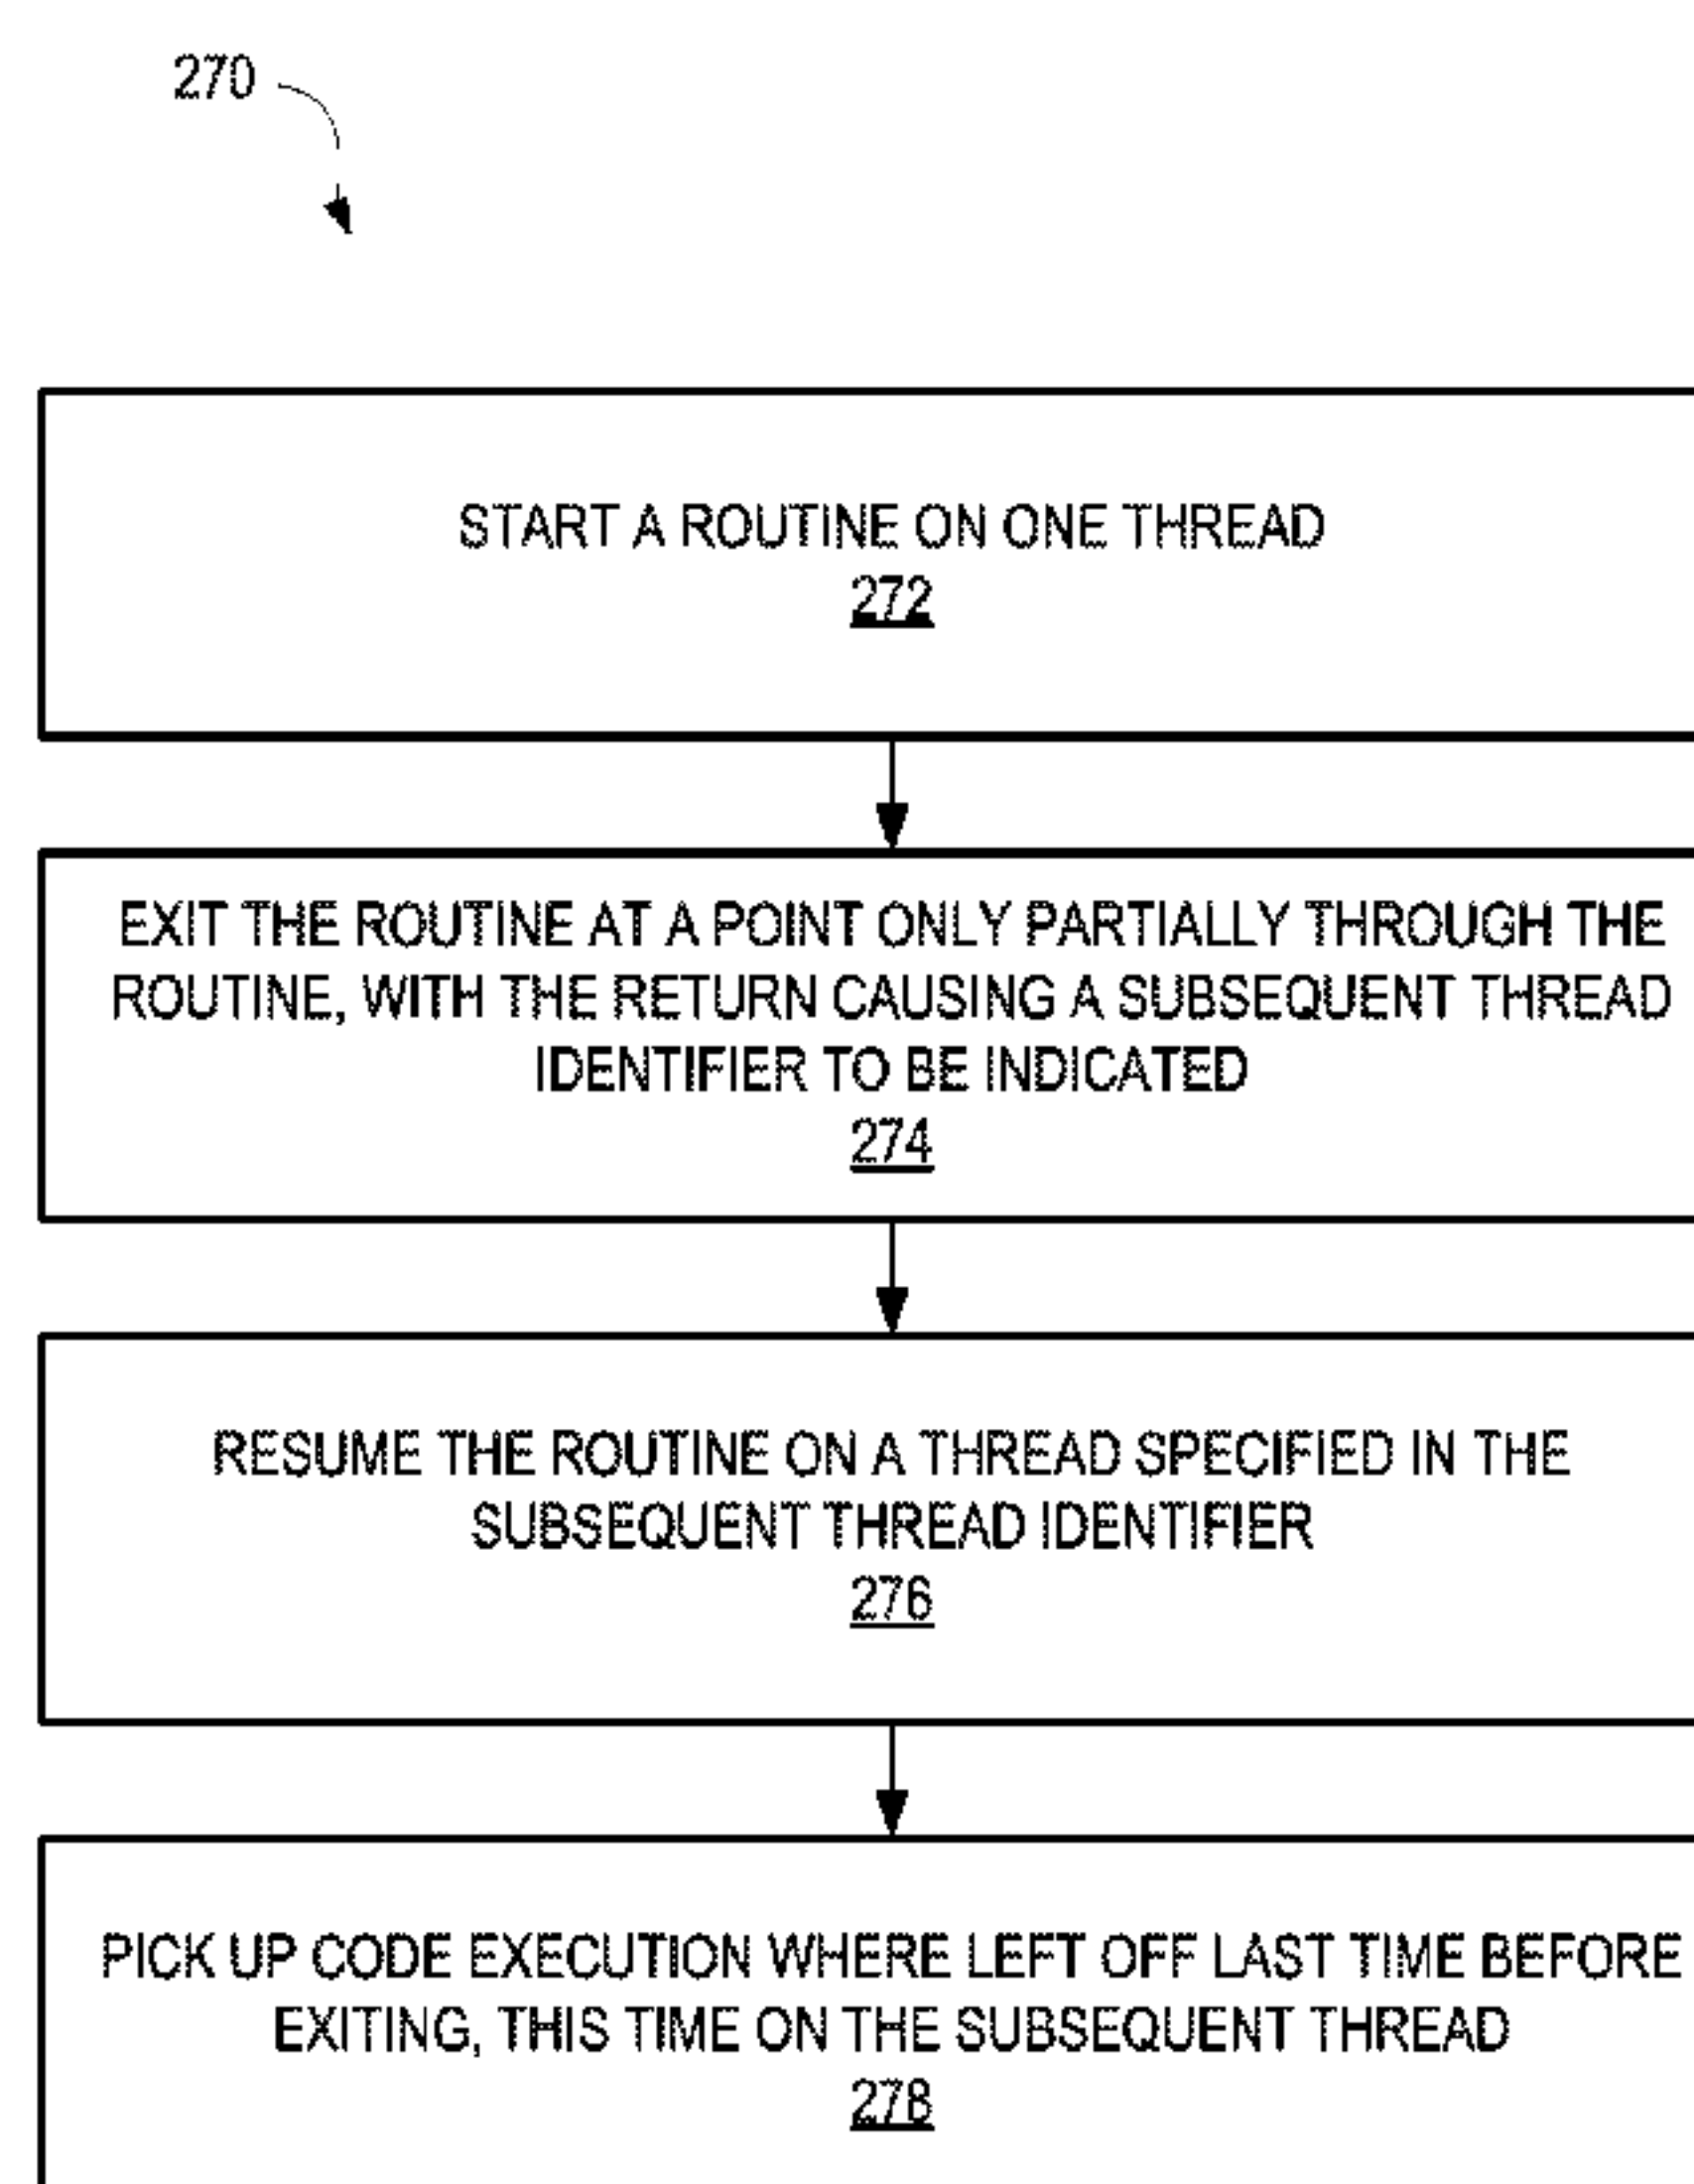 270
START A ROUTINE ON ONE THREAD
272
EXIT THE ROUTINE AT A POINT ONLY PARTIALLY THROUGH THE
ROUTINE, WITH THE RETURN CAUSING A SUBSEQUENT THREAD
IDENTIFIER TO BE INDICATED
274
RESUME THE ROUTINE ON A THREAD SPECIFIED IN THE
SUBSEQUENT THREAD IDENTIFIER
276
PICK UP CODE EXECUTION WHERE LEFT OFF LAST TIME BEFORE
EXITING, THIS TIME ON THE SUBSEQUENT THREAD
278